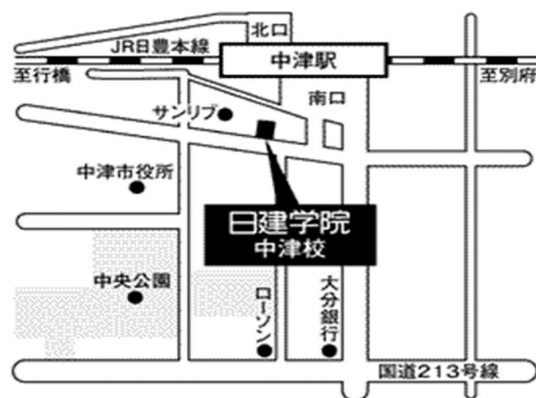 北口
JR日豊本線
中津駅
至行橋
至別府
南口
サンリブ
中津市役所
日建学院
中津校
中央公園
ローソン
大分銀行
国道213号線